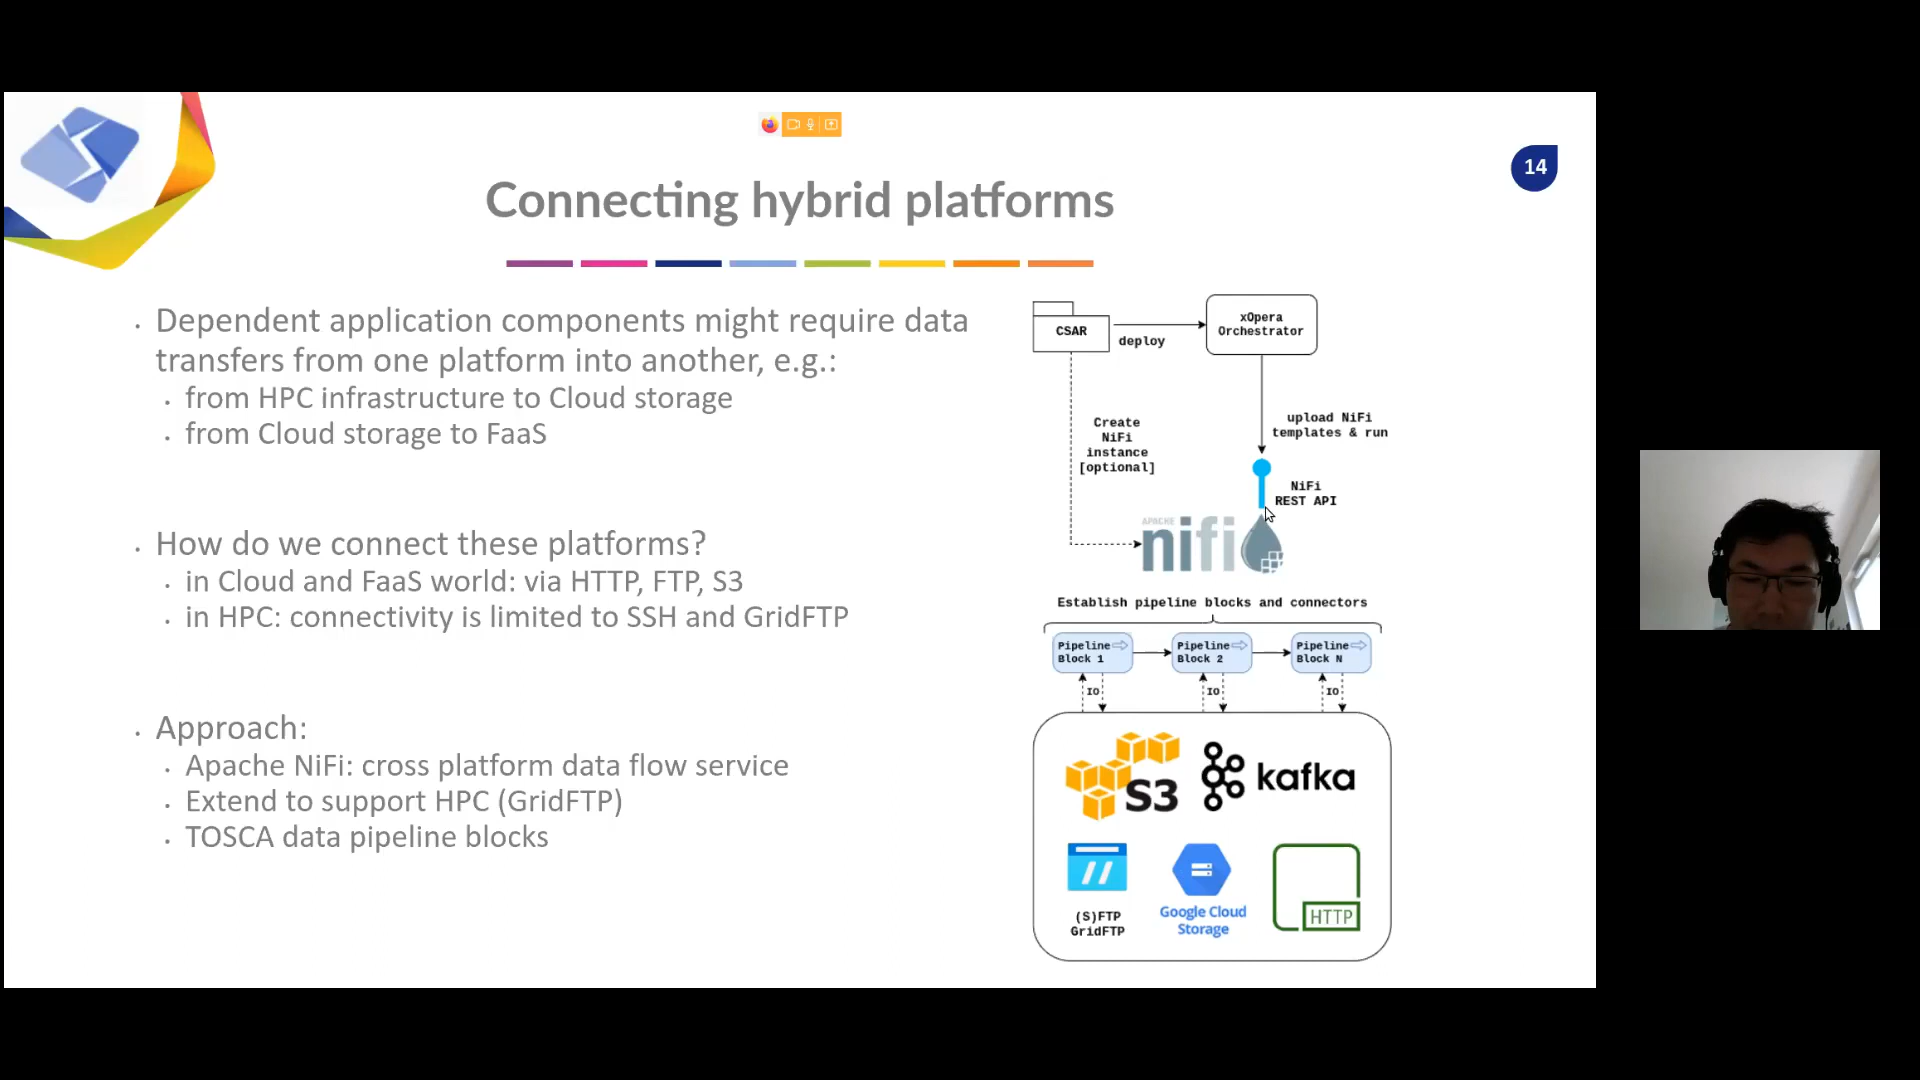 14
Connecting hybrid platforms
Dependent application components might require data
transfers from one platform into another, e.g.:
from HPC infrastructure to Cloud storage
from Cloud storage to FaaS
How do we connect these platforms?
in Cloud and FaaS world: via HTTP, FTP, S3
in HPC: connectivity is limited to SSH and GridFTP
Approach:
Apache NiFi: cross platform data flow service
Extend to support HPC (GridFTP)
TOSCA data pipeline blocks
CSAR
deploy
xOpera
Orchestrator
Create
NiFi
instance
[optional]
upload NiFi
templates & run
NiFi
REST API
APACHE
nifi
Establish pipeline blocks and connectors
Pipeline
Block 1
Pipeline
Block 2
Pipeline
Block N
IO
IO
IO
S3
kafka
(S)FTP
GridFTP
Google Cloud
Storage
HTTP